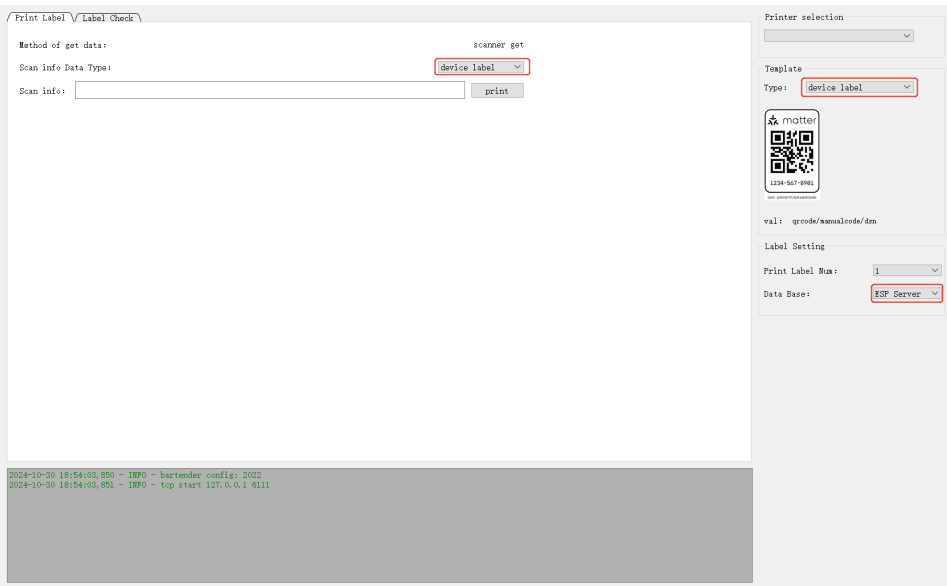 Print Label
Label Check
Method of get data:
scanner get
Scan info Data Type:
device label
Scan info:
print
Printer selection
Template
Type:
device label
matter
1234-567-8901
val: qrcode/manualcode/dsn
Label Setting
Print Label Num:
1
Data Base:
ESP Server
2024-10-30 18:54:03,850 - INFO - bartender config: 2022
2024-10-30 18:54:03,851 - INFO - tcp start 127.0.0.1 6111